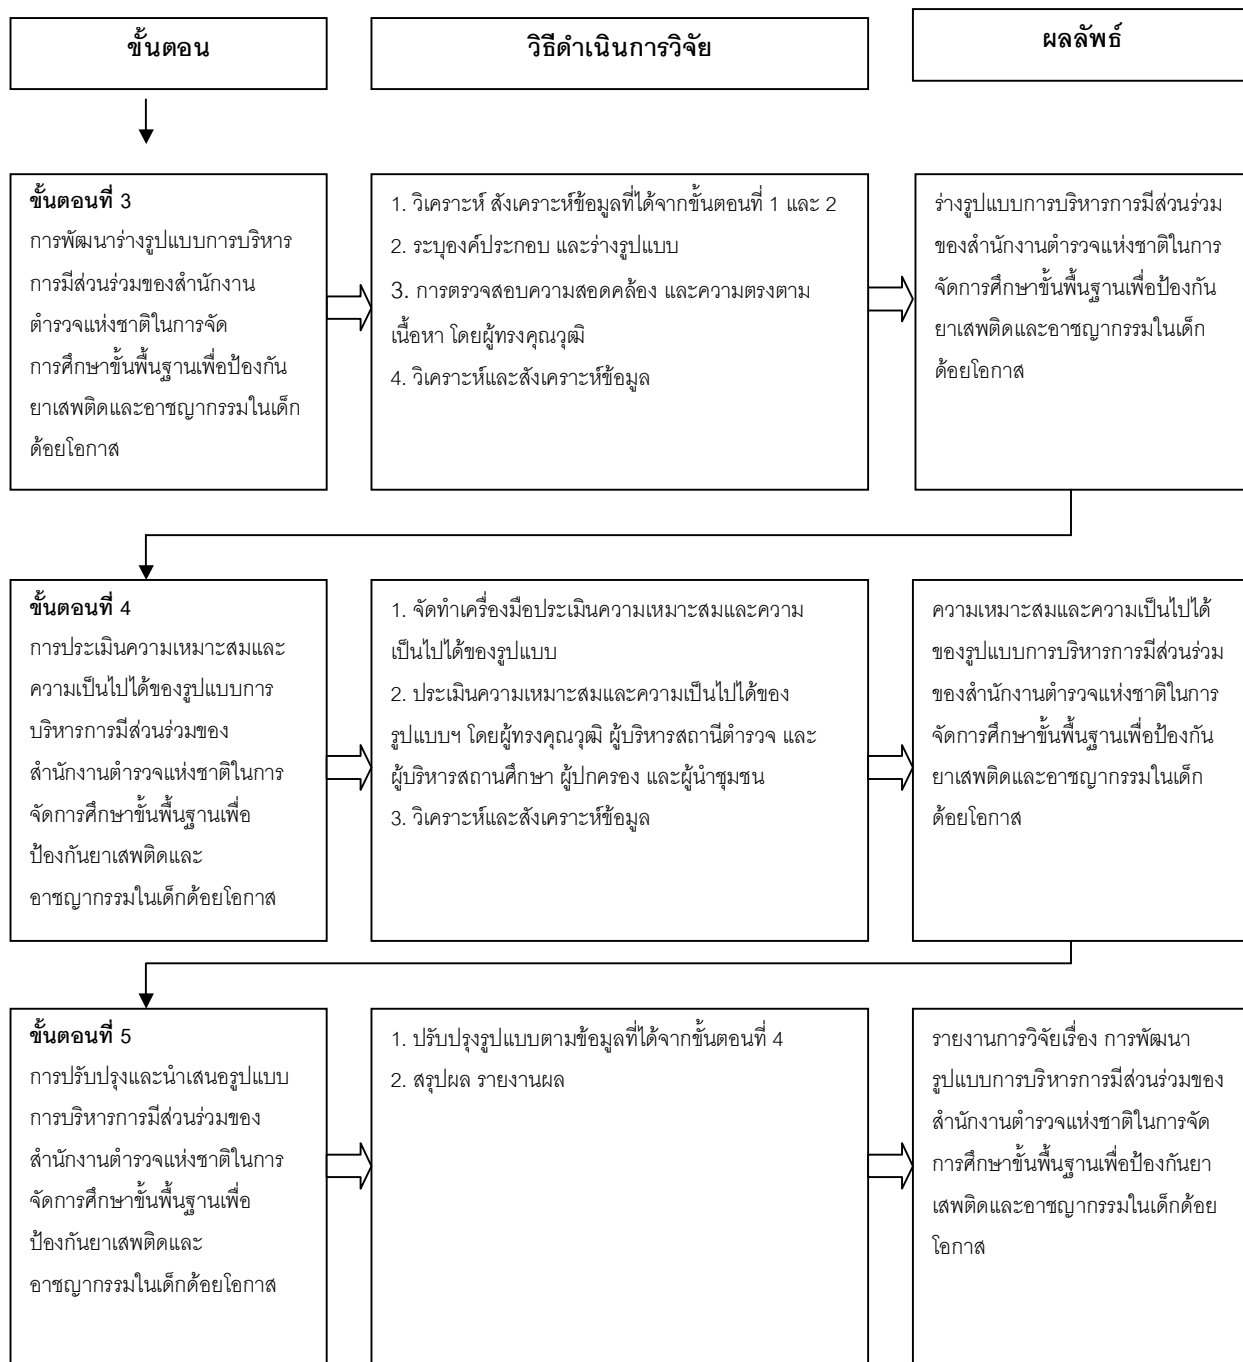 ขั้นตอน
วิธีดำเนินการวิจัย
ผลลัพธ์
ขั้นตอนที่ 3
การพัฒนาร่างรูปแบบการบริหาร
การมีส่วนร่วมของสำนักงาน
ตำรวจแห่งชาติในการจัด
การศึกษาขั้นพื้นฐานเพื่อป้องกัน
ยาเสพติดและอาชญากรรมในเด็ก
ด้อยโอกาส
1. วิเคราะห์ สังเคราะห์ข้อมูลที่ได้จากขั้นตอนที่ 1 และ 2
2. ระบุองค์ประกอบ และร่างรูปแบบ
3. การตรวจสอบความสอดคล้อง และความตรงตาม
เนื้อหา โดยผู้ทรงคุณวุฒิ
4. วิเคราะห์และสังเคราะห์ข้อมูล
ร่างรูปแบบการบริหารการมีส่วนร่วม
ของสำนักงานตำรวจแห่งชาติในการ
จัดการศึกษาขั้นพื้นฐานเพื่อป้องกัน
ยาเสพติดและอาชญากรรมในเด็ก
ด้อยโอกาส
ขั้นตอนที่ 4
การประเมินความเหมาะสมและ
ความเป็นไปได้ของรูปแบบการ
บริหารการมีส่วนร่วมของ
สำนักงานตำรวจแห่งชาติในการ
จัดการศึกษาขั้นพื้นฐานเพื่อ
ป้องกันยาเสพติดและ
อาชญากรรมในเด็กด้อยโอกาส
1. จัดทำเครื่องมือประเมินความเหมาะสมและความ
เป็นไปได้ของรูปแบบ
2. ประเมินความเหมาะสมและความเป็นไปได้ของ
รูปแบบฯ โดยผู้ทรงคุณวุฒิ ผู้บริหารสถานีตำรวจ และ
ผู้บริหารสถานศึกษา ผู้ปกครอง และผู้นำชุมชน
3. วิเคราะห์และสังเคราะห์ข้อมูล
ความเหมาะสมและความเป็นไปได้
ของรูปแบบการบริหารการมีส่วนร่วม
ของสำนักงานตำรวจแห่งชาติในการ
จัดการศึกษาขั้นพื้นฐานเพื่อป้องกัน
ยาเสพติดและอาชญากรรมในเด็ก
ด้อยโอกาส
ขั้นตอนที่ 5
การปรับปรุงและนำเสนอรูปแบบ
การบริหารการมีส่วนร่วมของ
สำนักงานตำรวจแห่งชาติในการ
จัดการศึกษาขั้นพื้นฐานเพื่อ
ป้องกันยาเสพติดและ
อาชญากรรมในเด็กด้อยโอกาส
1. ปรับปรุงรูปแบบตามข้อมูลที่ได้จากขั้นตอนที่ 4
2. สรุปผล รายงานผล
รายงานการวิจัยเรื่อง การพัฒนา
รูปแบบการบริหารการมีส่วนร่วมของ
สำนักงานตำรวจแห่งชาติในการจัด
การศึกษาขั้นพื้นฐานเพื่อป้องกันยา
เสพติดและอาชญากรรมในเด็กด้อย
โอกาส